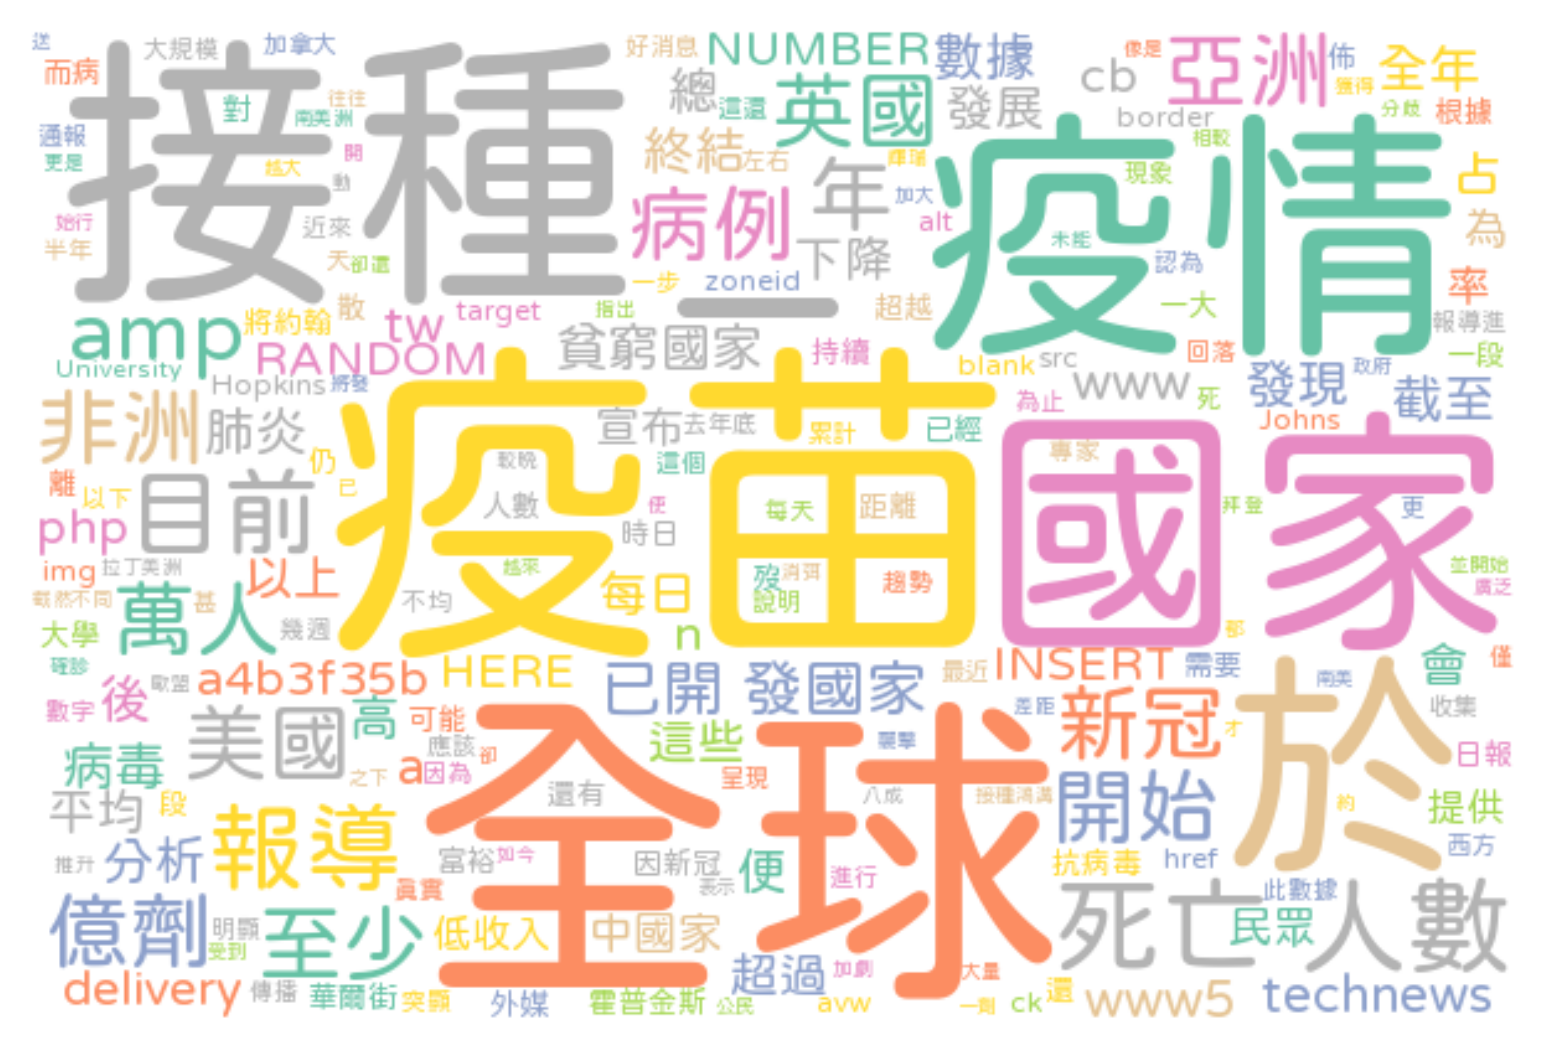 送
大規模
加拿大
好消息
NUMBER
數據
像是
亞洲
佈
全年
而病
接種
對
往往
南美洲
總
這還
英國
cb
發展
border
獲得
分歧
根據
通報
更是
越大
開
動
終結
左右
年
輝瑞
加大
疫情
相較
現象
占
為
始行
半年
近來
天
卻還
病例
下降
alt
未能
認為
一步
zoneid
率
amp
將約翰
散
tw
target
指出
一
超越
一大
報導進
University
RANDOM
貧窮國家
持續
回落
一段
Hopkins
將發
blank
src
www
死
發現
政府
截至
非洲
肺炎
宣布
去年底
累計
已經
為止
Johns
仍
離
以下
目前
已
疫苗
較晚
這個
國家
專家
php
人數
便
時日
每天
距離
拜登
更
img
拉丁美洲
以上
越來
歿
消弭
趨勢
說明
並開始
廣泛
截然不同
甚
萬人
不均
每日
大學
幾週
n
部
確診
歐盟
a4b3f35b
HERE
已開
發國家
最近
INSERT
需要
會
僅
數字
後
美國
高
可能
應該
卻
全球
這些
襲擊
差距
新冠
才
於
南美
收集
病毒
之下
a
因為
呈現
日報
平均
段
還有
八成
接種鴻溝
開始
約
提供
報導
推升
分析
富裕
如今
因新冠
表示
便
進行
抗病毒
href
西方
真實
億劑
明顯
受到
至少
低收入
中國家
死亡人數
此數據
民眾
delivery
傳播
華爾街
突顯
外媒
霍普金斯
公民
超過
加劇
avw
大量
一劑
ck
還
www5
technews